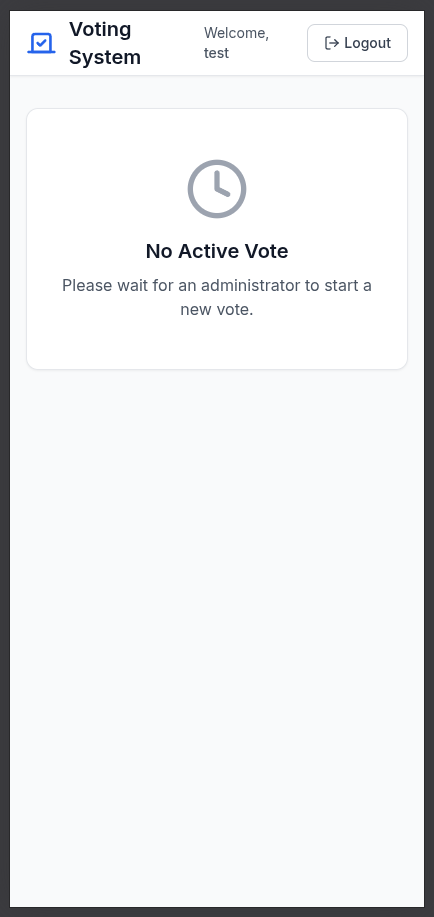 Voting
System
Welcome,
test
Logout
No Active Vote
Please wait for an administrator to start a
new vote.